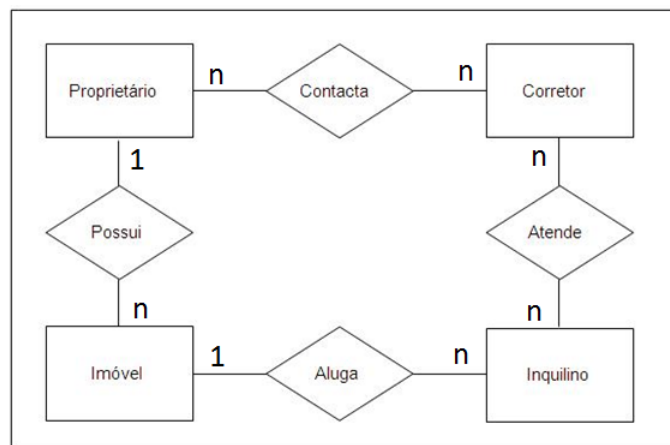 Proprietário
n
Contacta
n
Corretor
1
n
Possui
Atende
n
n
Imóvel
1
Aluga
n
Inquilino